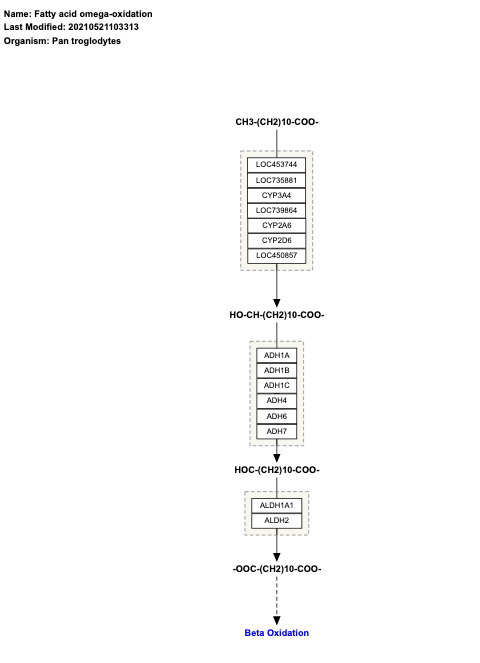 Name: Fatty acid omega-oxidation
Last Modified: 20210521103313
Organism: Pan troglodytes
CH3-(CH2)10-COO-
LOC453744
LOC735881
CYP3A4
LOC739864
CYP2A6
CYP2D6
LOC450857
HO-CH-(CH2)10-COO-
ADH1A
ADH1B
ADH1C
ADH4
ADH6
ADH7
HOC-(CH2)10-COO-
ALDH1A1
ALDH2
-OOC-(CH2)10-COO-
Beta Oxidation